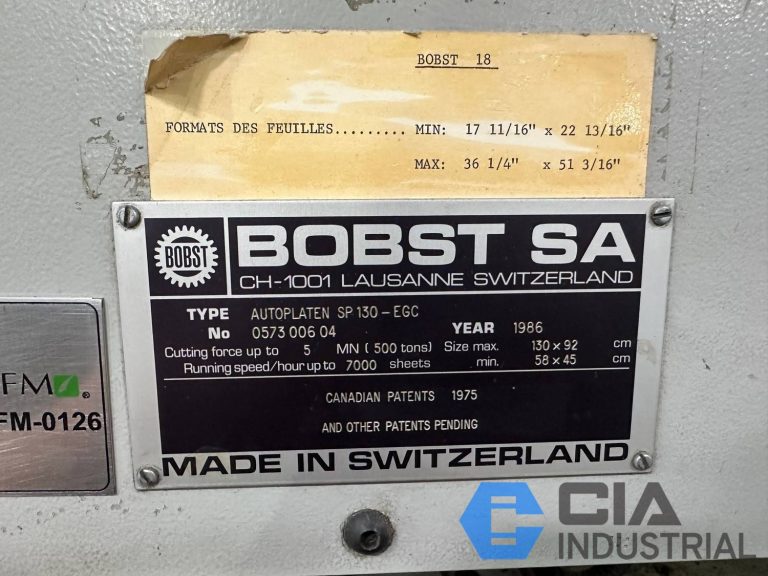 BOBST 18
FORMATS DES FEUILLES......... MIN: 17 11/16" x 22 13/16"
MAX: 36 1/4" x 51 3/16"
BOBST
BOBST SA
CH-1001 LAUSANNE SWITZERLAND
TYPE AUTOPLATEN SP 130-EGC
No 0573 006 04 YEAR 1986
Cutting force up to 5 MN (500 tons) Size max. 130 x 92 cm
Running speed/hour up to 7000 sheets min. 58 x 45 cm
CANADIAN PATENTS 1975
AND OTHER PATENTS PENDING
MADE IN SWITZERLAND
FM
FM-0126
CIA
INDUSTRIAL